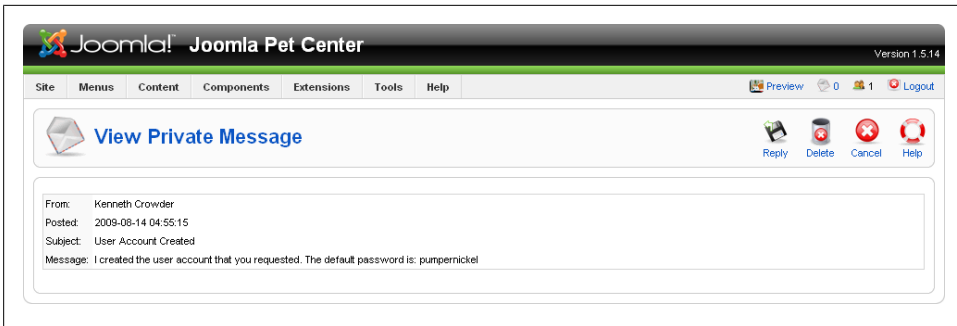 Joomla! Joomla Pet Center
Version 1.5.14
Site Menus Content Components Extensions Tools Help Preview 0 1 Logout
View Private Message
Reply Delete Cancel Help
From: Kenneth Crowder
Posted: 2009-08-14 04:55:15
Subject: User Account Created
Message: I created the user account that you requested. The default password is: pumpernickel